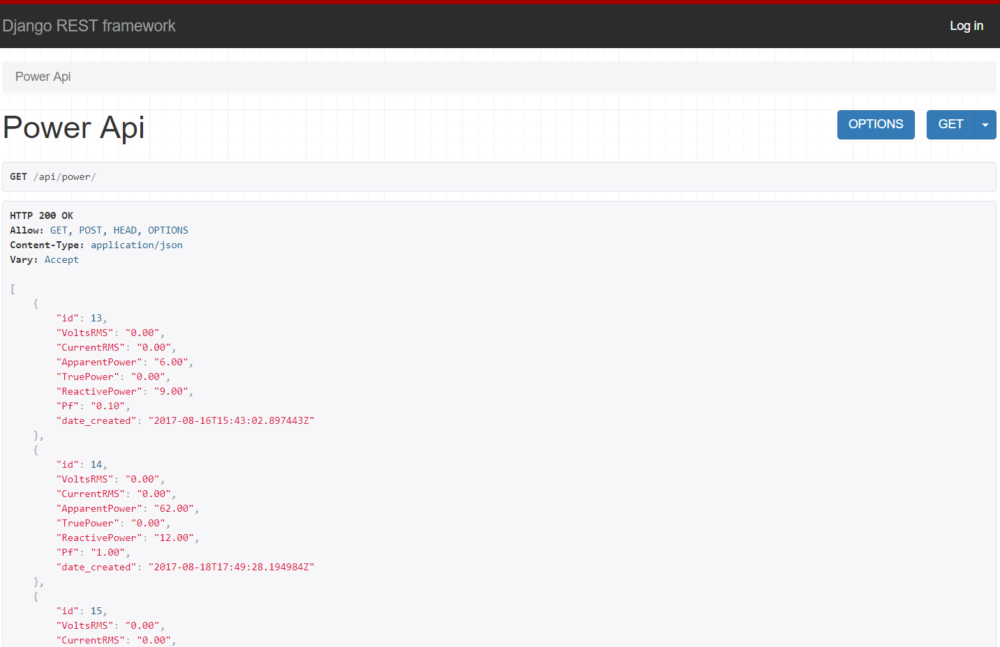 Django REST framework
Log in
Power Api
Power Api
OPTIONS
GET
GET /api/power/
HTTP 200 OK
Allow: GET, POST, HEAD, OPTIONS
Content-Type: application/json
Vary: Accept
[
    {
        "id": 13,
        "VoltsRMS": "0.00",
        "CurrentRMS": "0.00",
        "ApparentPower": "6.00",
        "TruePower": "0.00",
        "ReactivePower": "9.00",
        "Pf": "0.10",
        "date_created": "2017-08-16T15:43:02.897443Z"
    },
    {
        "id": 14,
        "VoltsRMS": "0.00",
        "CurrentRMS": "0.00",
        "ApparentPower": "62.00",
        "TruePower": "0.00",
        "ReactivePower": "12.00",
        "Pf": "1.00",
        "date_created": "2017-08-18T17:49:28.194984Z"
    },
    {
        "id": 15,
        "VoltsRMS": "0.00",
        "CurrentRMS": "0.00",